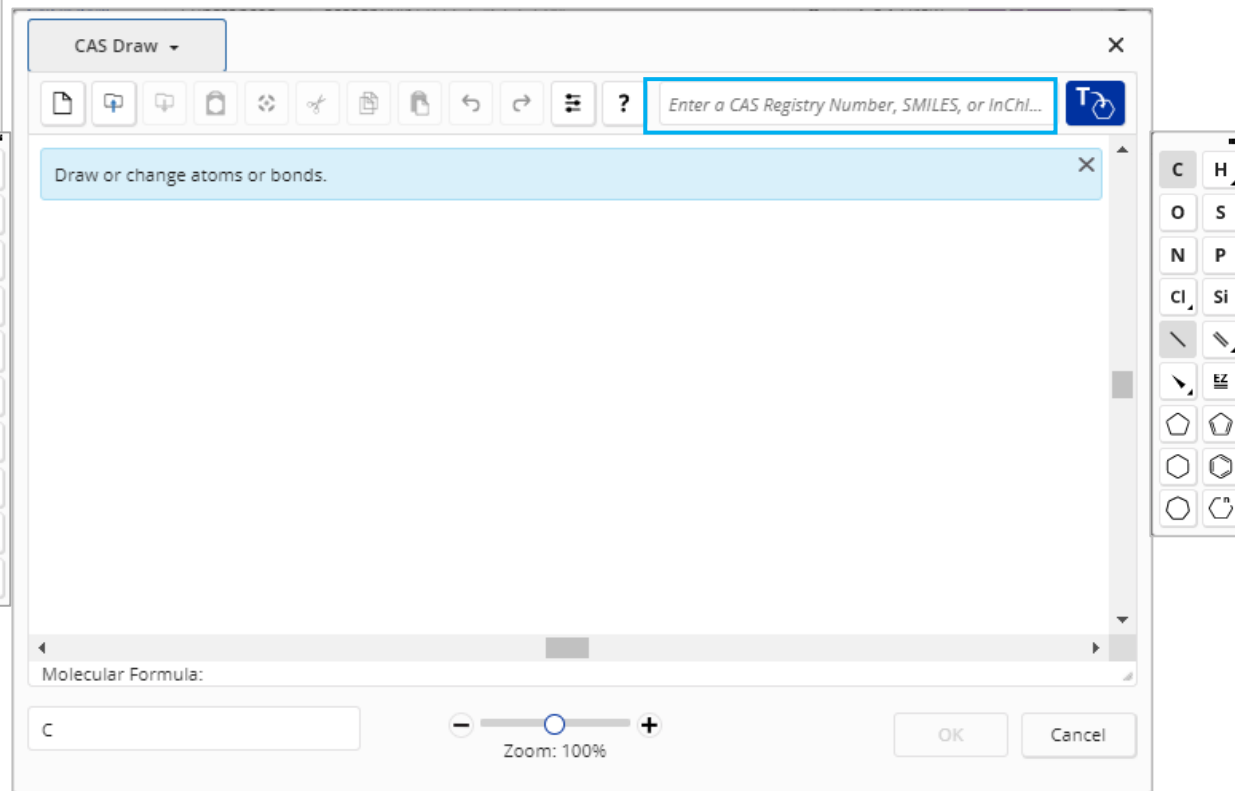 CAS Draw
?
Enter a CAS Registry Number, SMILES, or InChI...
T
Draw or change atoms or bonds.
C H
O S
N P
Cl Si
EZ
n
Molecular Formula:
C
Zoom: 100%
OK
Cancel